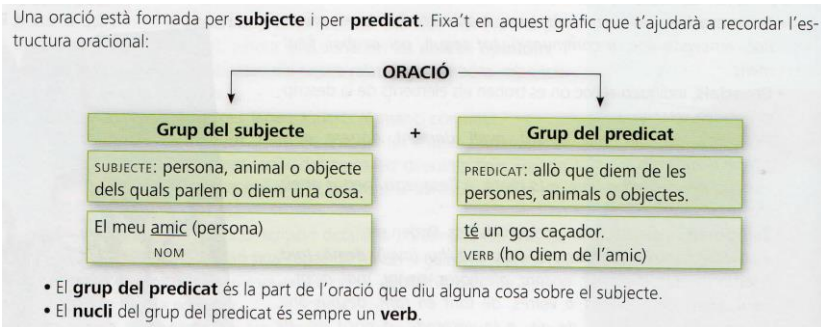 Una oració està formada per subjecte i per predicat. Fixa't en aquest gràfic que t'ajudarà a recordar l'es-
tructura oracional:
ORACIÓ
Grup del subjecte
+
Grup del predicat
SUBJECTE: persona, animal o objecte
dels quals parlem o diem una cosa.
PREDICAT: allò que diem de les
persones, animals o objectes.
El meu amic (persona)
NOM
té un gos caçador.
VERB (ho diem de l'amic)
• El grup del predicat és la part de l'oració que diu alguna cosa sobre el subjecte.
• El nucli del grup del predicat és sempre un verb.